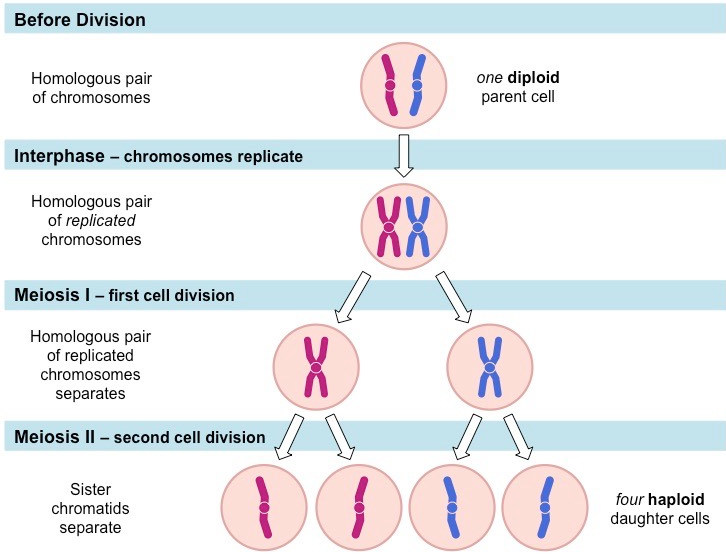 Before Division
Homologous pair
of chromosomes
one diploid
parent cell
Interphase – chromosomes replicate
Homologous pair
of replicated
chromosomes
Meiosis I – first cell division
Homologous pair
of replicated
chromosomes
separates
Meiosis II – second cell division
Sister
chromatids
separate
four haploid
daughter cells